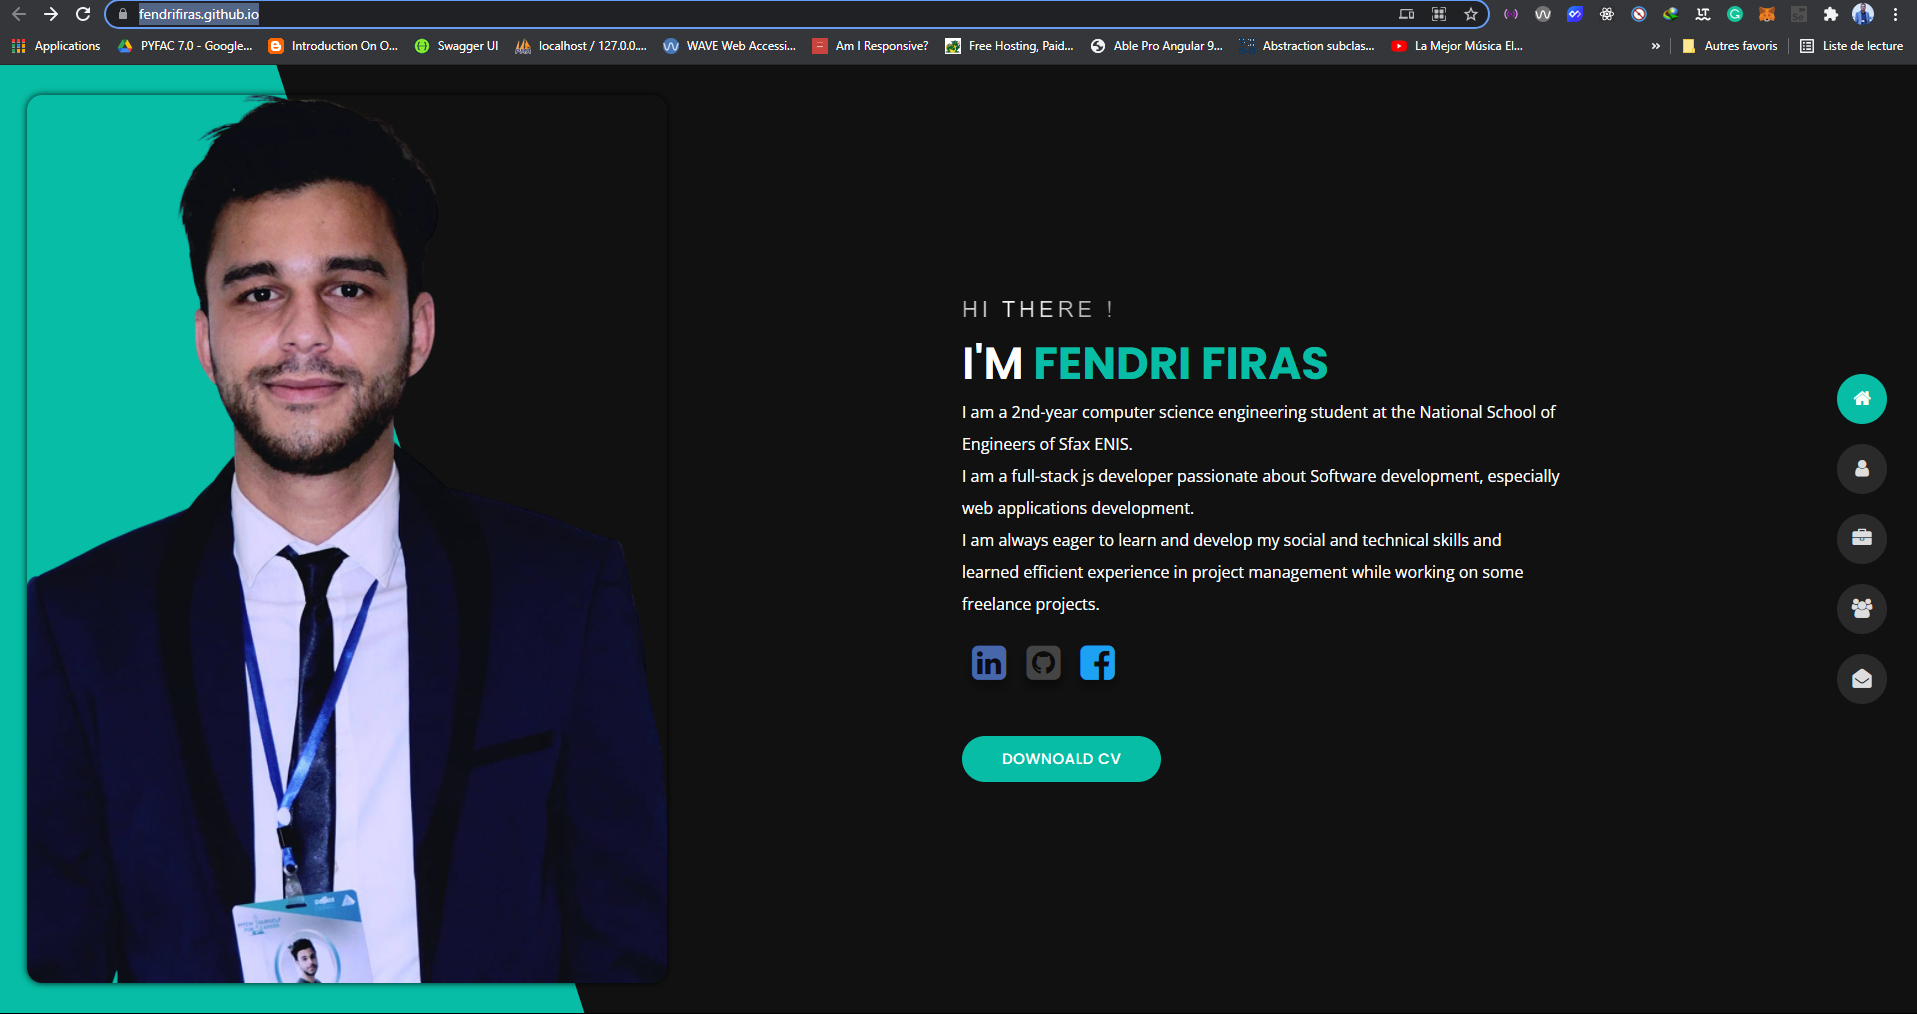 fendrifiras.github.io
Applications
PYFAC 7.0 - Google...
Introduction On O...
Swagger UI
localhost / 127.0.0....
WAVE Web Accessi...
Am I Responsive?
Free Hosting, Paid...
Able Pro Angular 9...
Abstraction subclas...
La Mejor Música El...
»
Autres favoris
Liste de lecture
HI THERE !
I'M FENDRI FIRAS
I am a 2nd-year computer science engineering student at the National School of
Engineers of Sfax ENIS.
I am a full-stack js developer passionate about Software development, especially
web applications development.
I am always eager to learn and develop my social and technical skills and
learned efficient experience in project management while working on some
freelance projects.
in
DOWNOALD CV